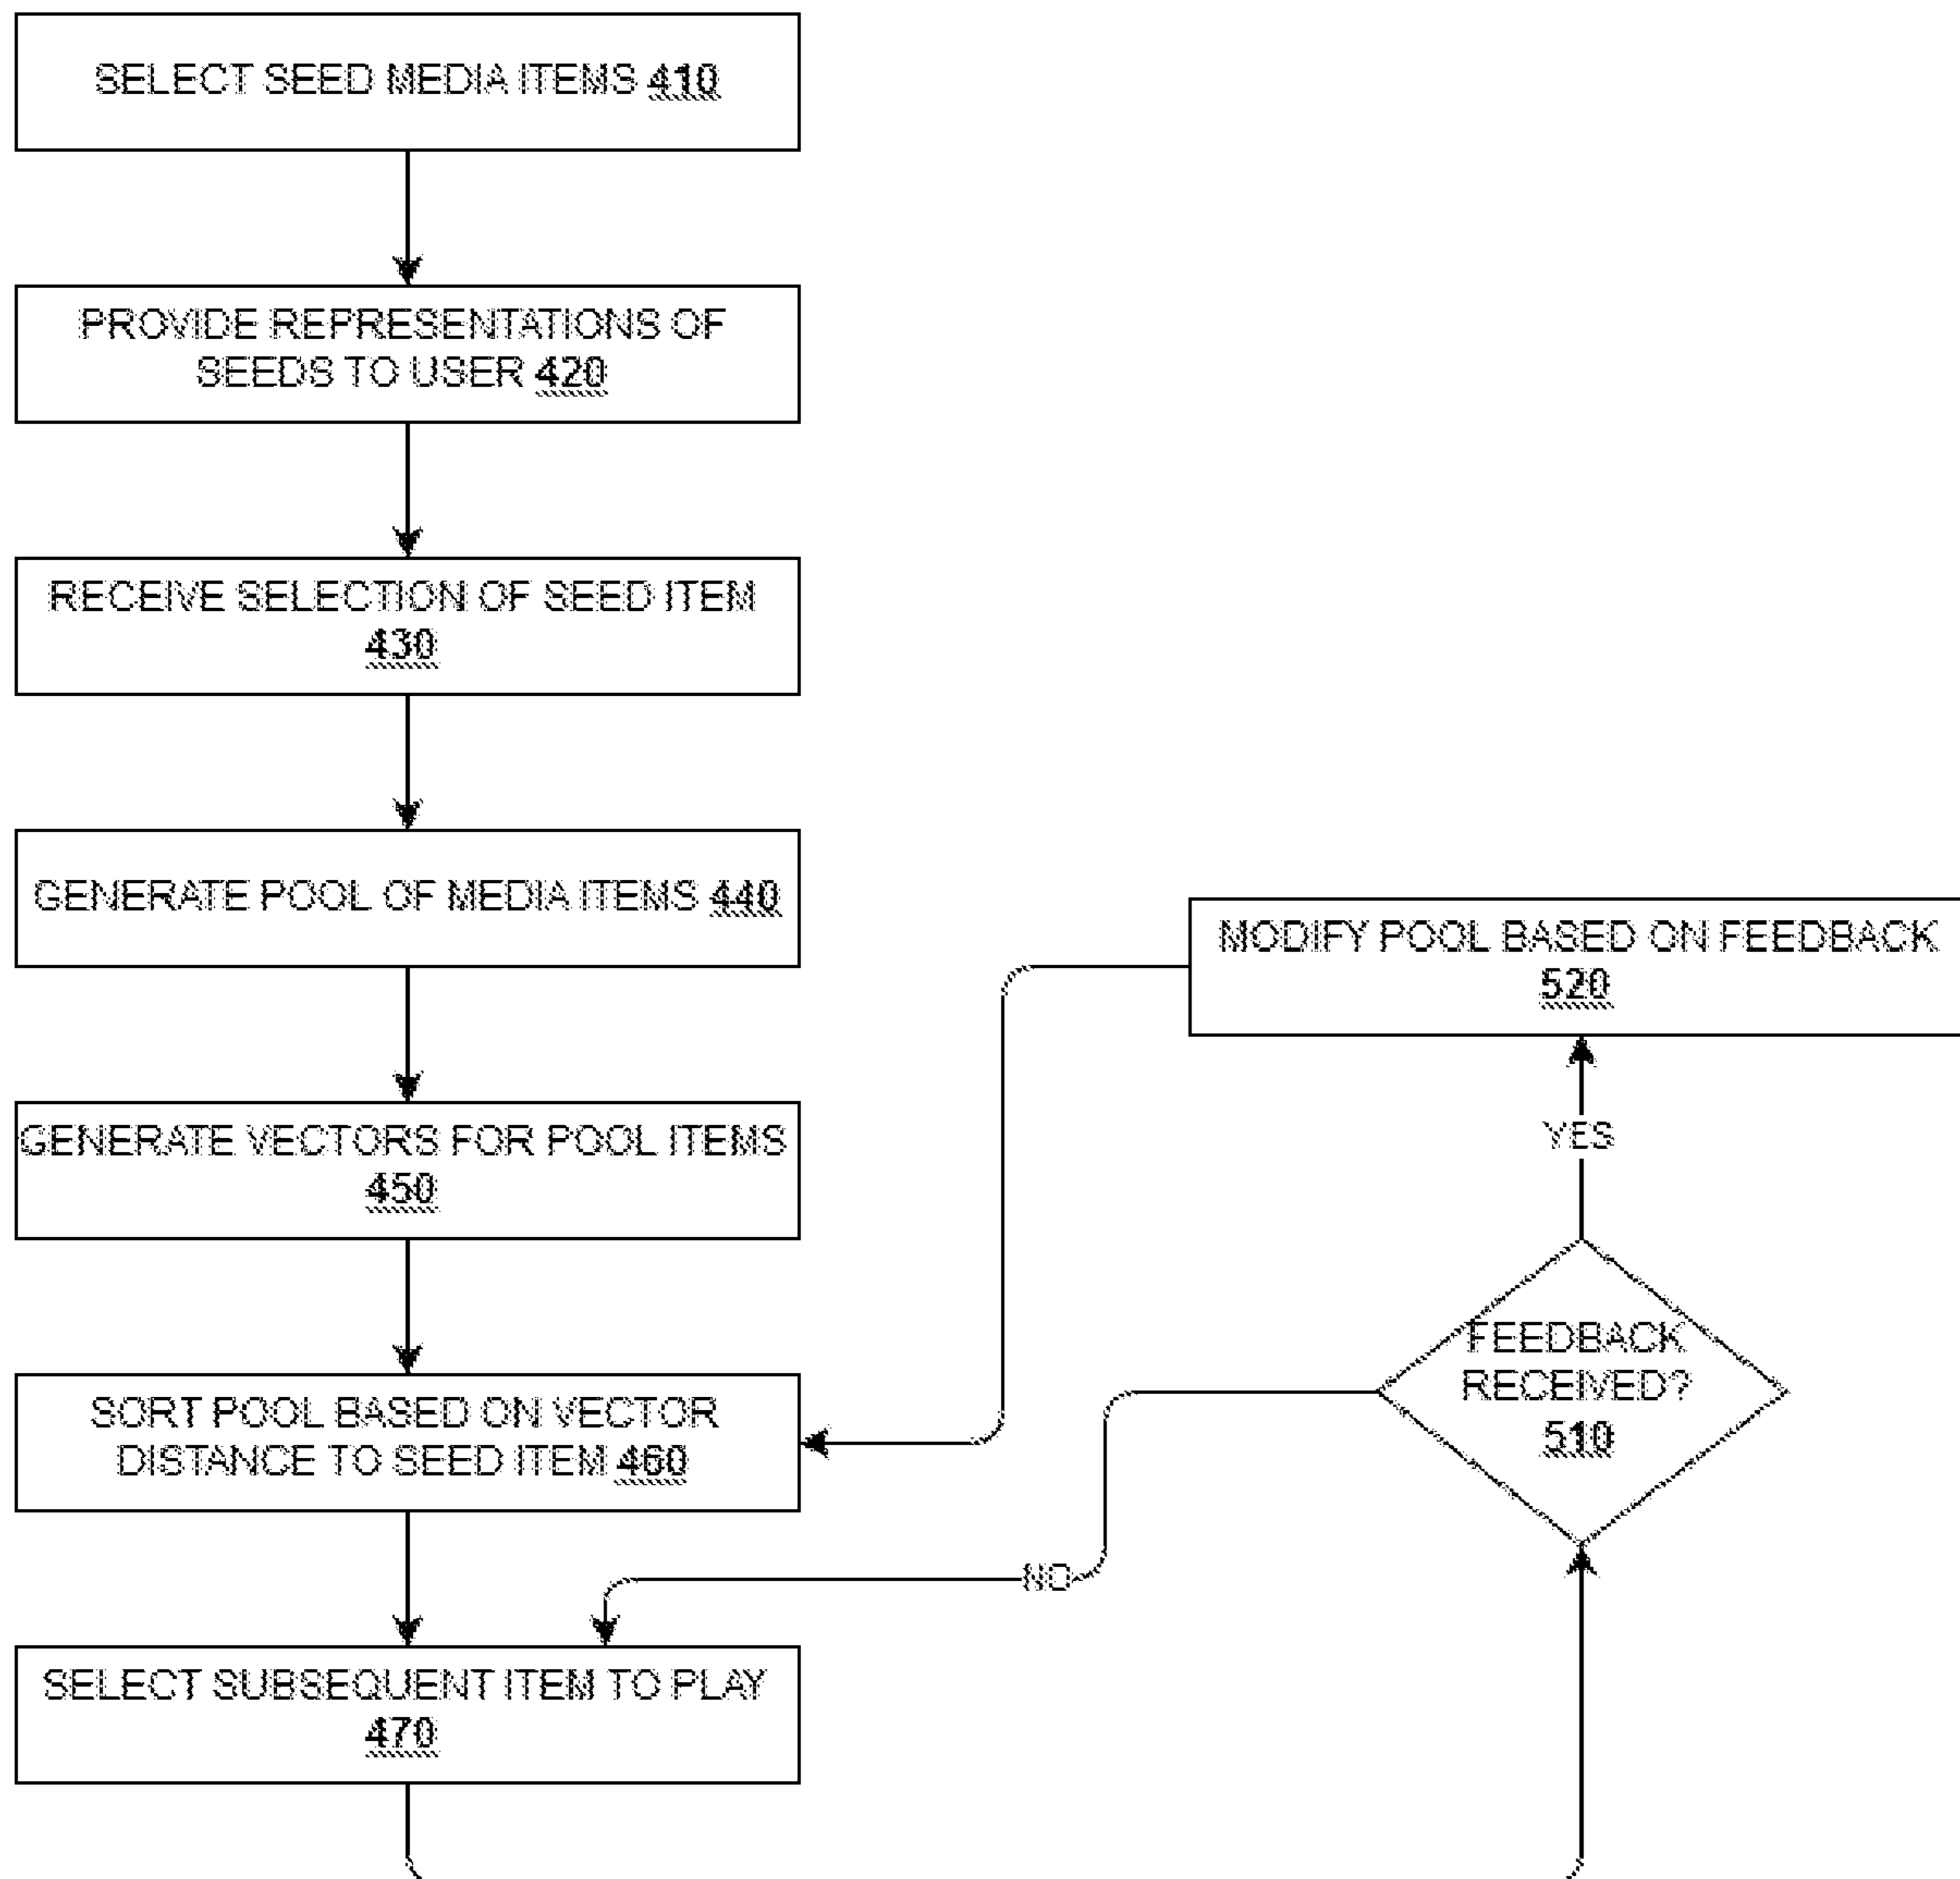 SELECT SEED MEDIA ITEMS 410
PROVIDE REPRESENTATIONS OF
SEEDS TO USER 420
RECEIVE SELECTION OF SEED ITEM
430
GENERATE POOL OF MEDIA ITEMS 440
GENERATE VECTORS FOR POOL ITEMS
450
SORT POOL BASED ON VECTOR
DISTANCE TO SEED ITEM 460
SELECT SUBSEQUENT ITEM TO PLAY
470
MODIFY POOL BASED ON FEEDBACK
520
YES
FEEDBACK
RECEIVED?
510
NO